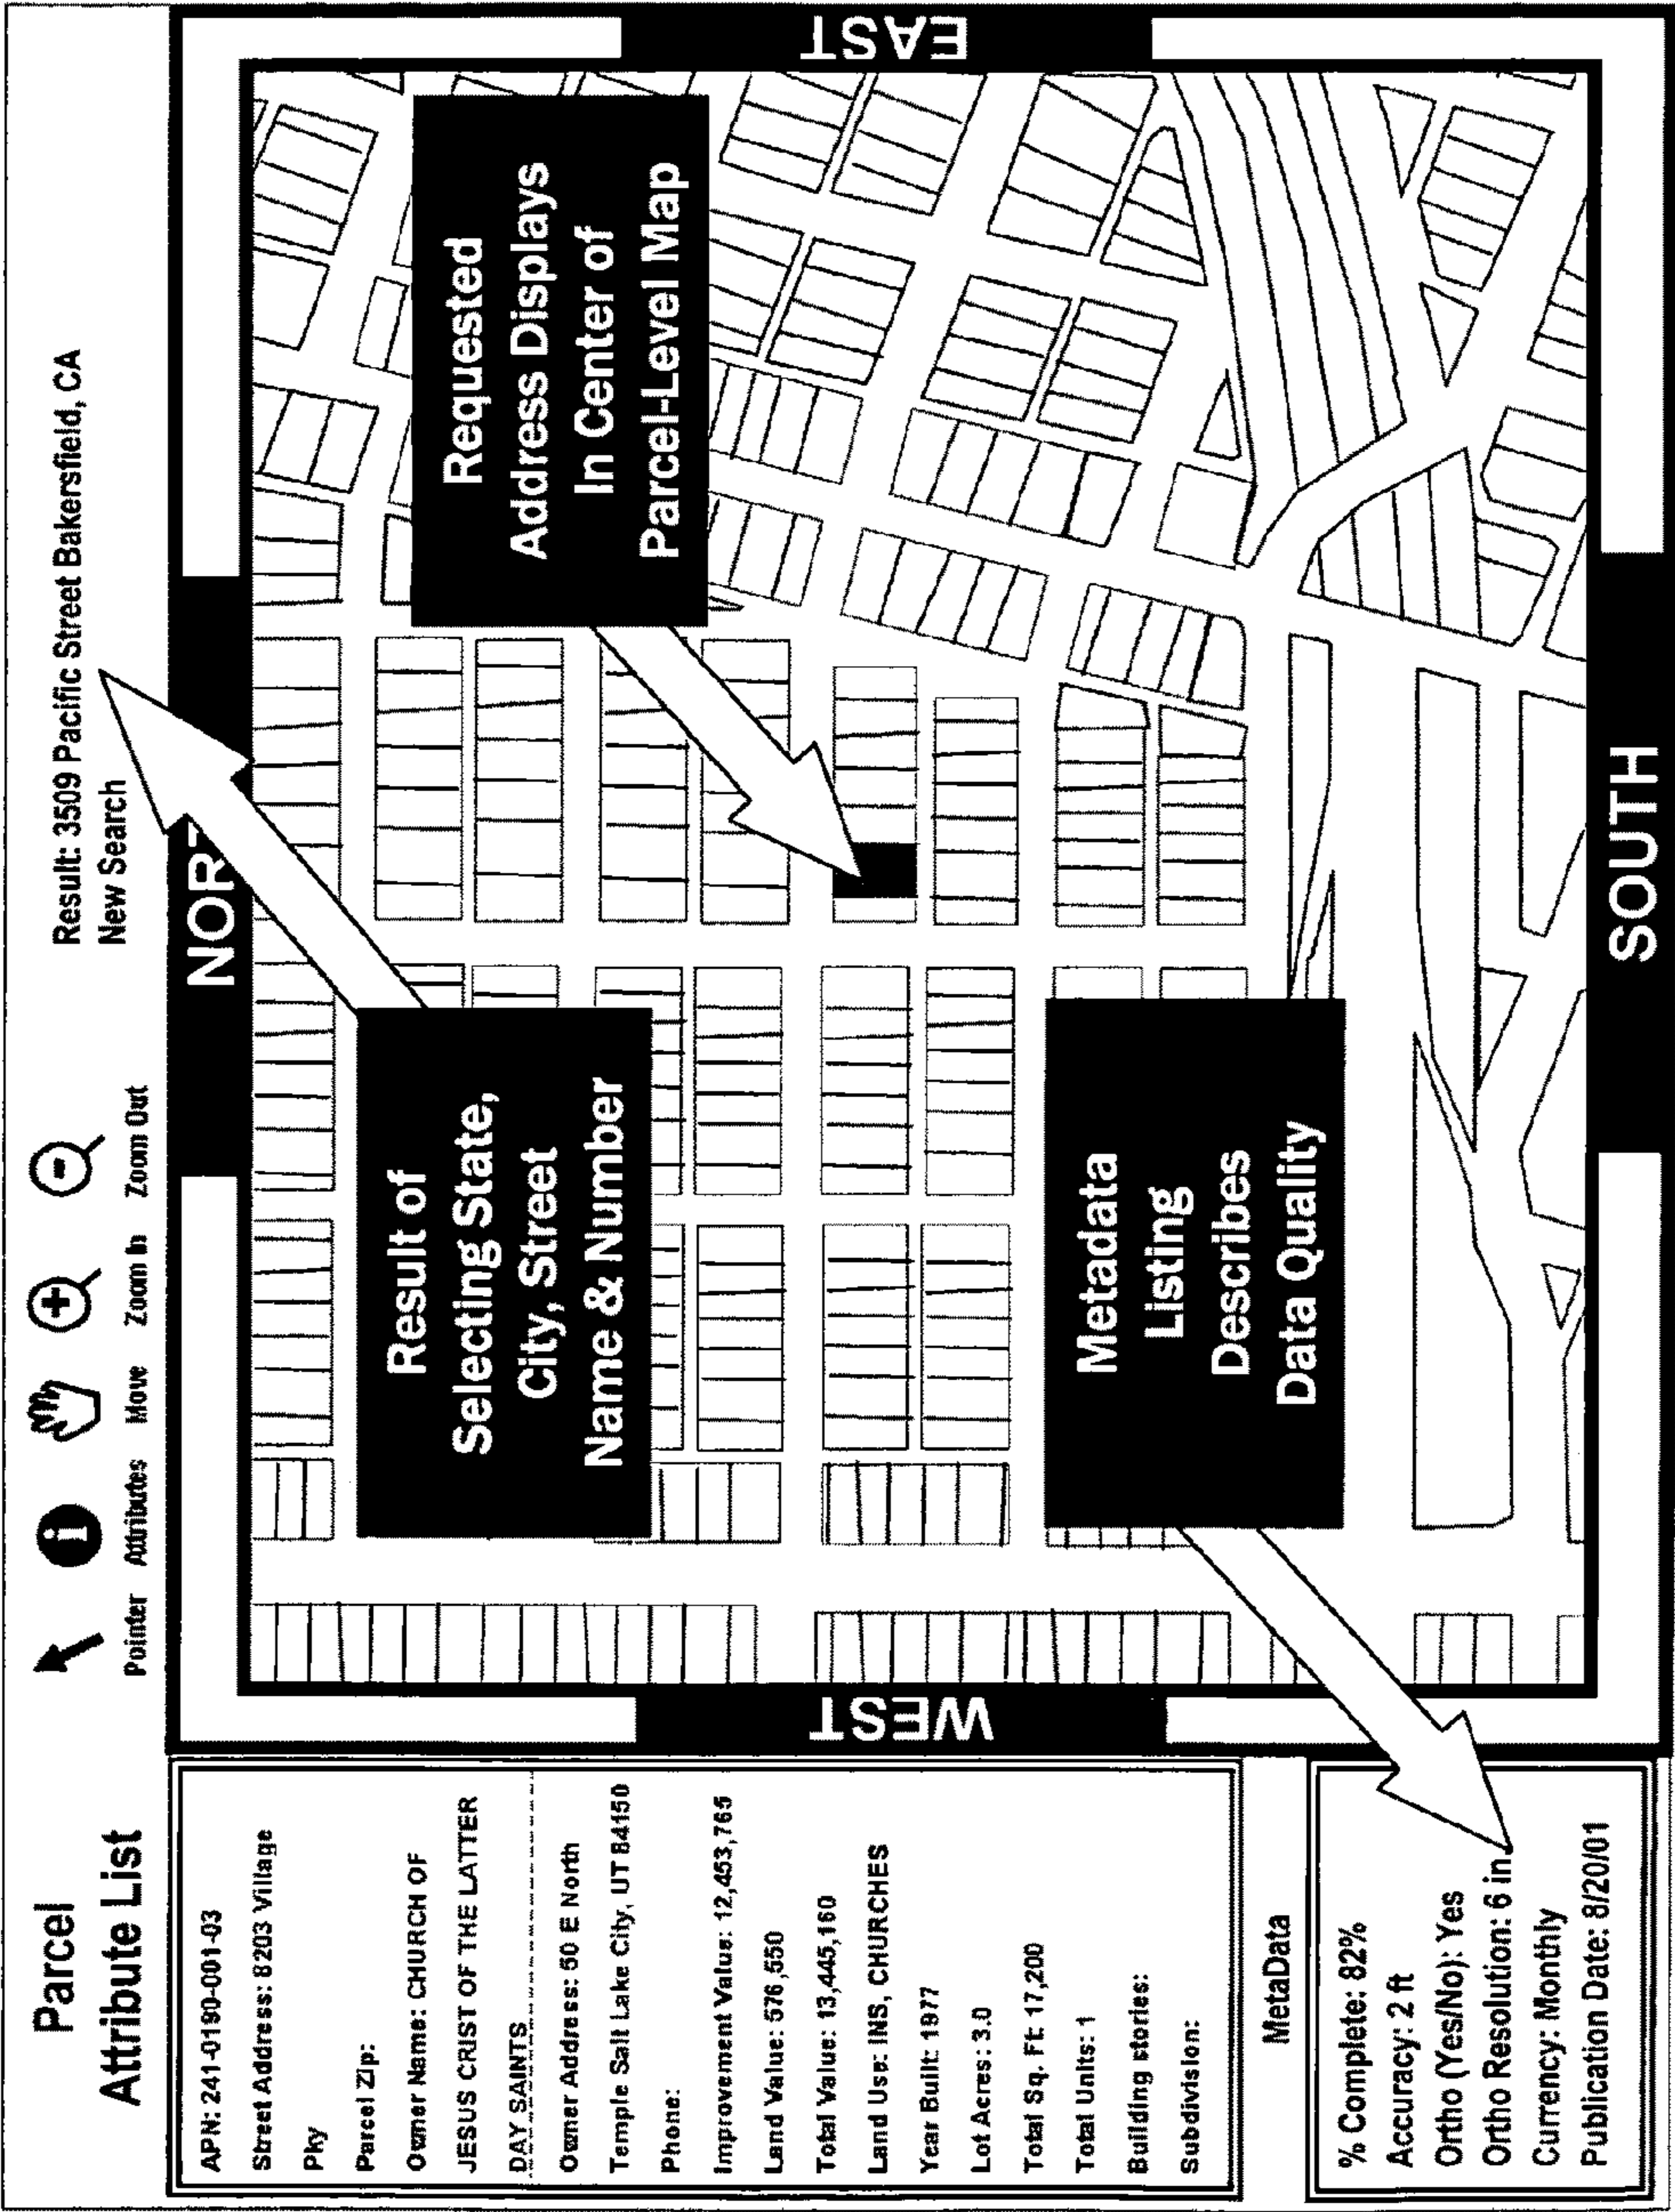 Parcel
Attribute List
Pointer
Attributes
Move
Zoom In
Zoom Out
Result: 3509 Pacific Street Bakersfield, CA
New Search
APN: 241-0190-001-03
Street Address: 8203 Village
Pky
Parcel Zip:
Owner Name: CHURCH OF
JESUS CRIST OF THE LATTER
DAY SAINTS
Owner Address: 50 E North
Temple Salt Lake City, UT 84150
Phone:
Improvement Value: 12,453,765
Land Value: 576,550
Total Value: 13,445,160
Land Use: INS, CHURCHES
Year Built: 1977
Lot Acres: 3.0
Total Sq. Ft: 17,200
Total Units: 1
Building stories:
Subdivision:
MetaData
% Complete: 82%
Accuracy: 2 ft
Ortho (Yes/No): Yes
Ortho Resolution: 6 in.
Currency: Monthly
Publication Date: 8/20/01
NORT
WEST
EAST
SOUTH
Result of
Selecting State,
City, Street
Name & Number
Requested
Address Displays
In Center of
Parcel-Level Map
Metadata
Listing
Describes
Data Quality